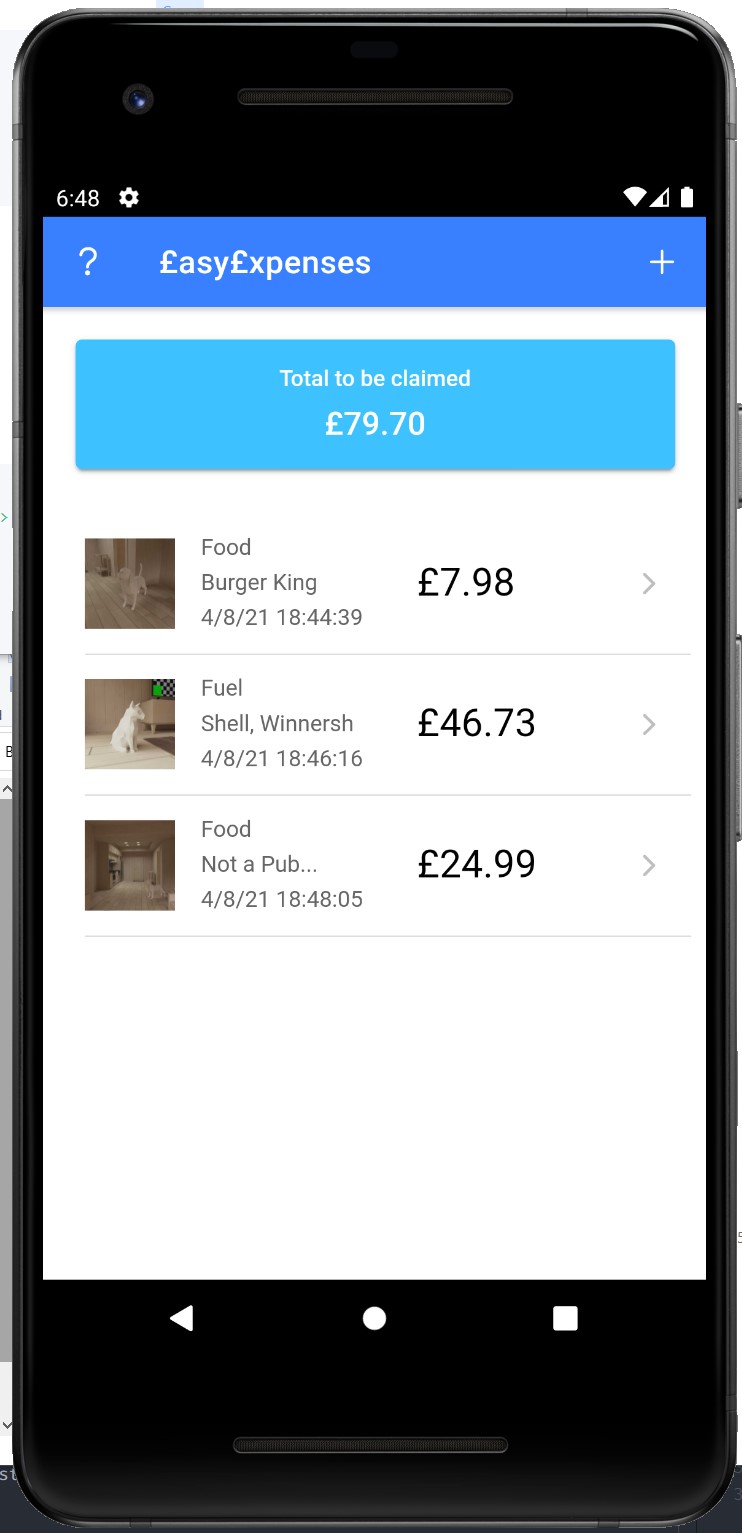 6:48
? £asy£xpenses +
Total to be claimed
£79.70
Food
Burger King
4/8/21 18:44:39
£7.98
Fuel
Shell, Winnersh
4/8/21 18:46:16
£46.73
Food
Not a Pub...
4/8/21 18:48:05
£24.99